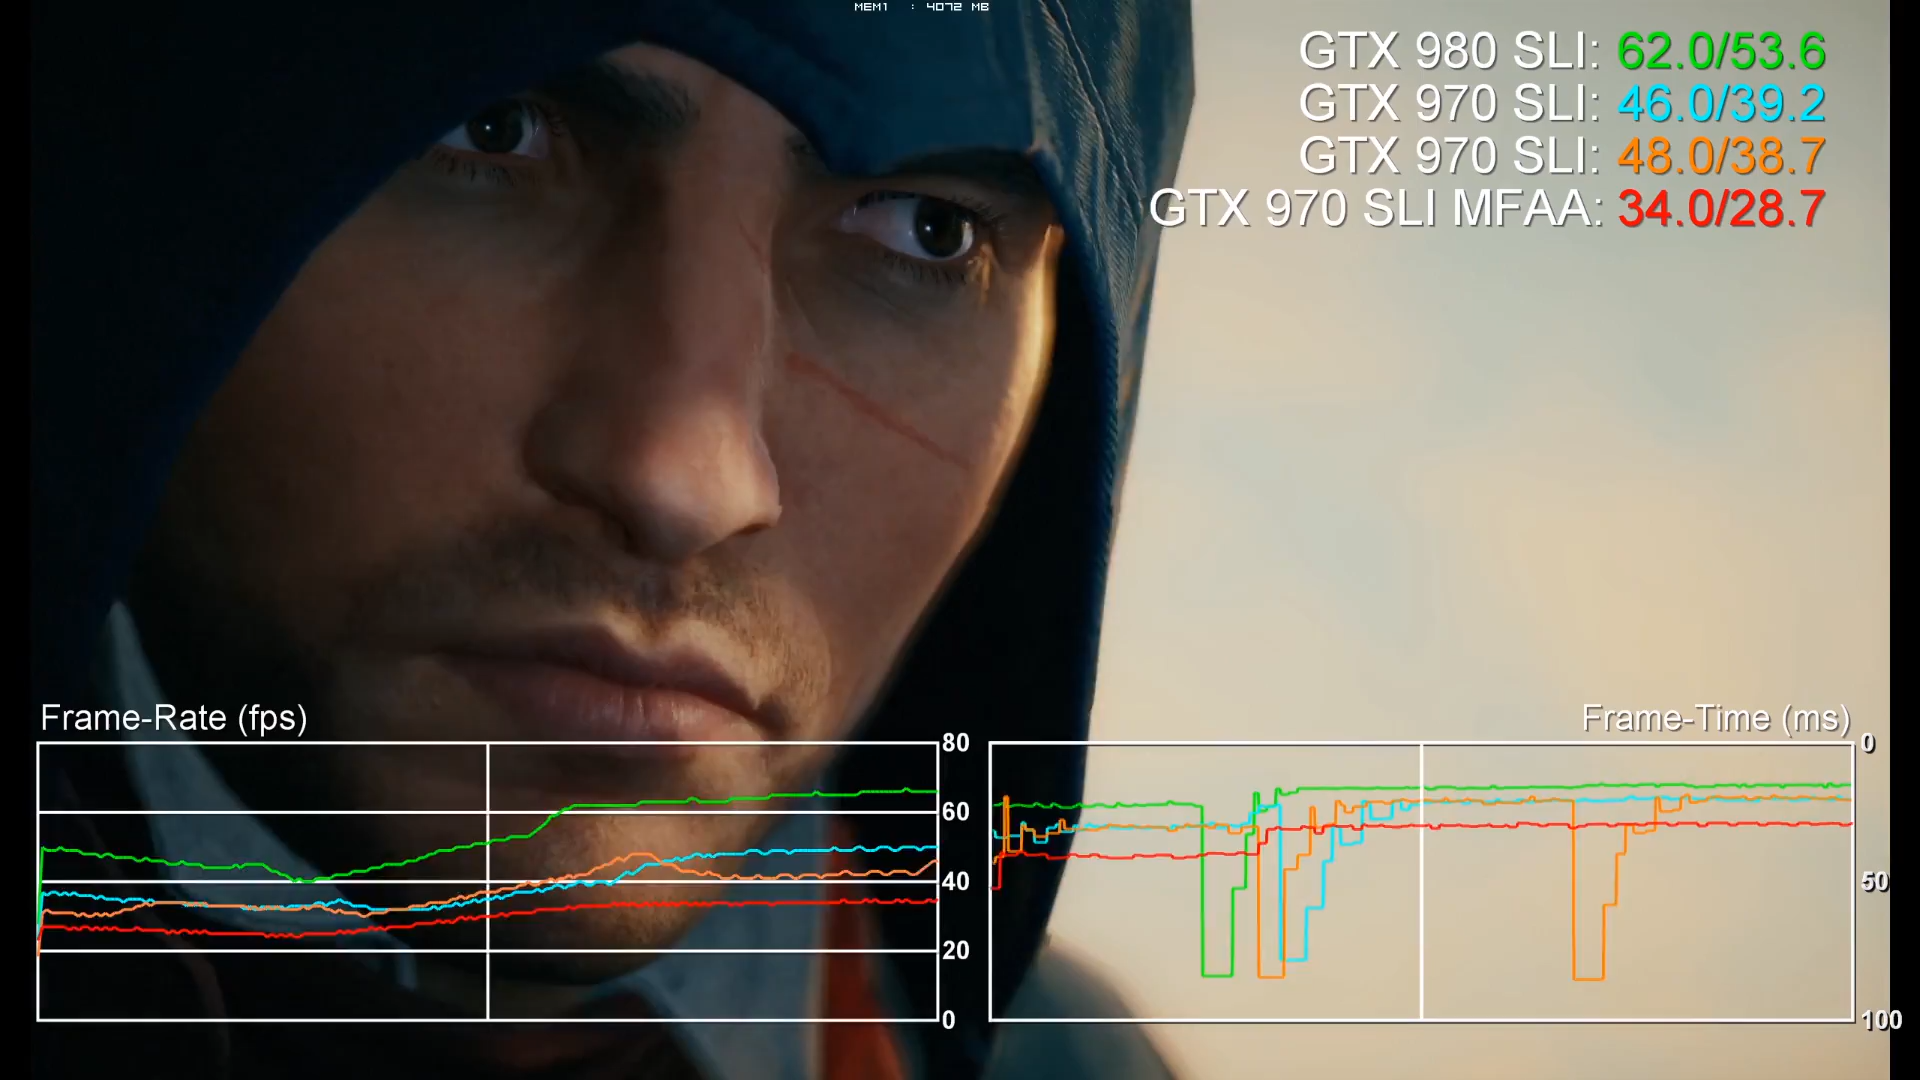 MEM1 : 4072 MB
GTX 980 SLI: 62.0/53.6
GTX 970 SLI: 46.0/39.2
GTX 970 SLI: 48.0/38.7
GTX 970 SLI MFAA: 34.0/28.7
Frame-Rate (fps)
80
60
40
20
0
Frame-Time (ms)
0
50
100